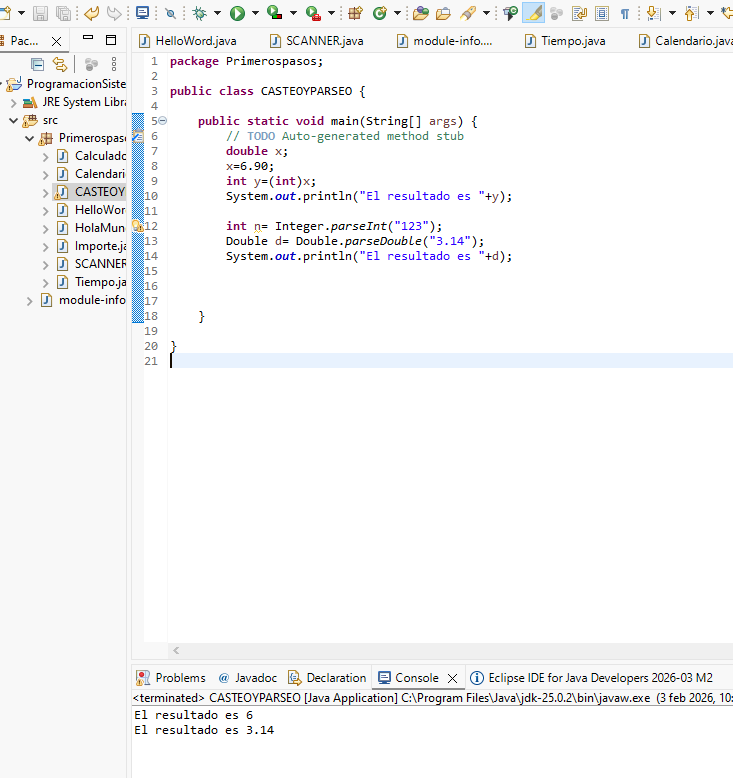 Pac...
HelloWord.java
SCANNER.java
module-info....
Tiempo.java
Calendario.java
ProgramacionSiste
JRE System Libra
src
Primerospaso
Calculado
Calendari
CASTEOY
HelloWor
HolaMun
Importe.ja
SCANNER
Tiempo.ja
module-info
1 package Primerospasos;
2
3 public class CASTEOYPARSEO {
4
5 public static void main(String[] args) {
6 // TODO Auto-generated method stub
7 double x;
8 x=6.90;
9 int y=(int)x;
10 System.out.println("El resultado es "+y);
11
12 int n= Integer.parseInt("123");
13 Double d= Double.parseDouble("3.14");
14 System.out.println("El resultado es "+d);
15
16
17
18 }
19
20 }
21
Problems @ Javadoc Declaration Console Eclipse IDE for Java Developers 2026-03 M2
<terminated> CASTEOYPARSEO [Java Application] C:\Program Files\Java\jdk-25.0.2\bin\javaw.exe (3 feb 2026, 10:
El resultado es 6
El resultado es 3.14